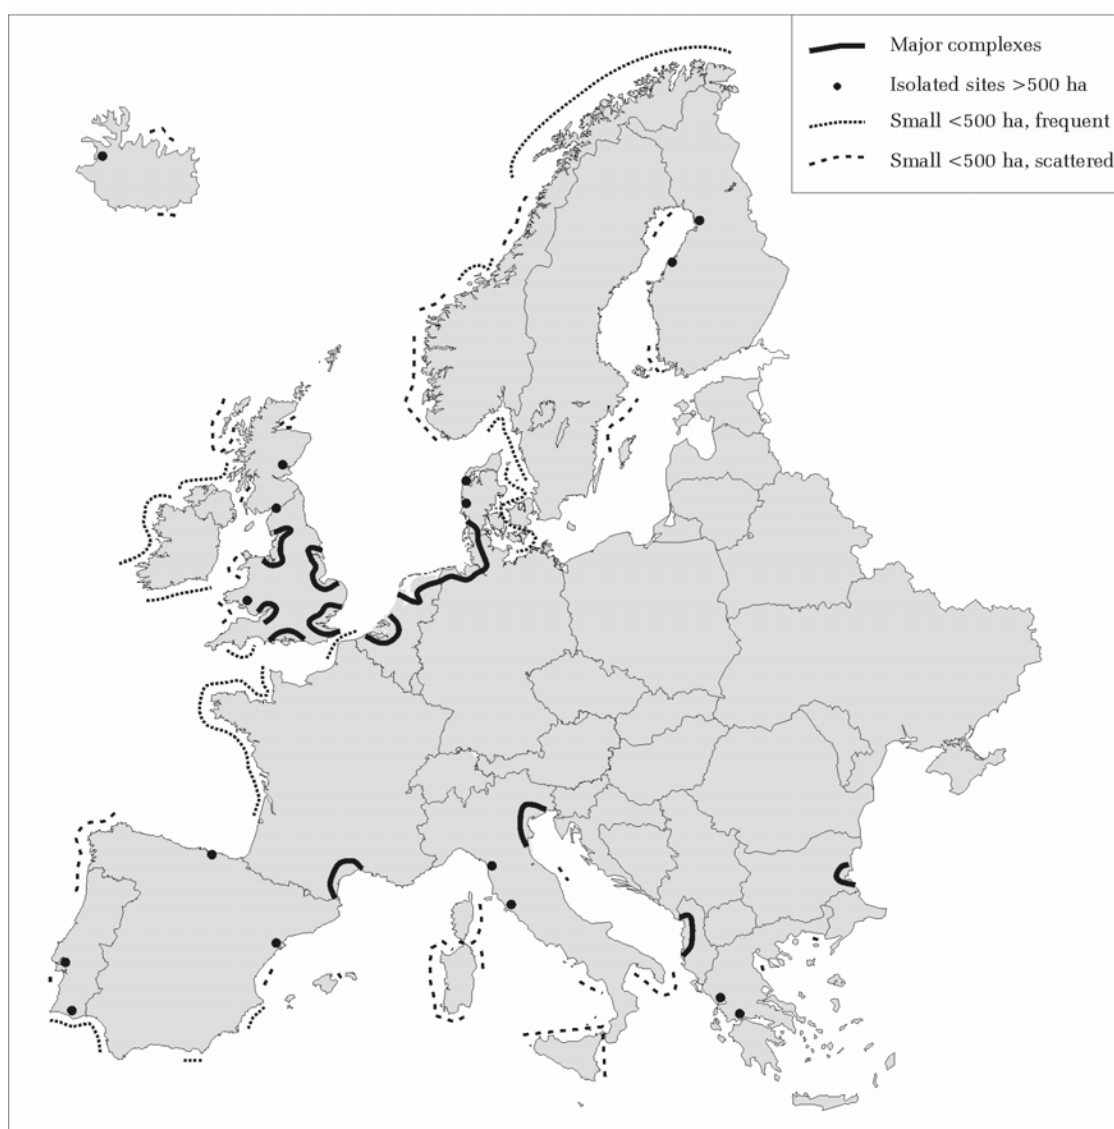 Major complexes
Isolated sites >500 ha
Small <500 ha, frequent
Small <500 ha, scattered